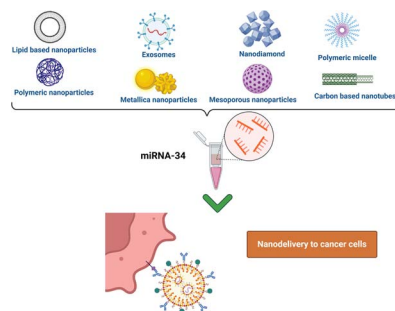 Lipid based nanoparticles
Exosomes
Nanodiamond
Polymeric micelle
Polymeric nanoparticles
Metallica nanoparticles
Mesoporous nanoparticles
Carbon based nanotubes
miRNA-34
Nanodelivery to cancer cells